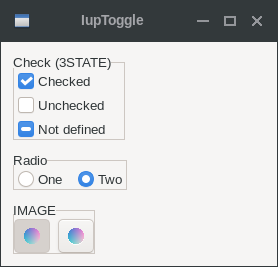 IupToggle
Check (3STATE)
Checked
Unchecked
Not defined
Radio
One Two
IMAGE